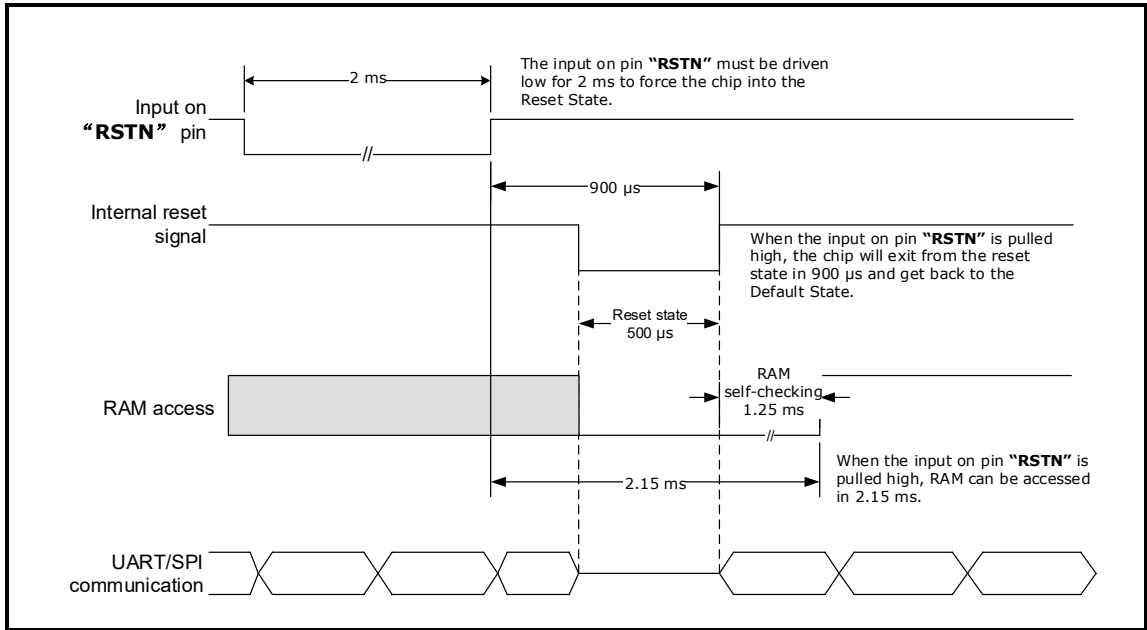 2 ms
The input on pin “RSTN” must be driven
low for 2 ms to force the chip into the
Reset State.
Input on
“RSTN” pin
//
900 µs
Internal reset
signal
When the input on pin “RSTN” is pulled
high, the chip will exit from the reset
state in 900 µs and get back to the
Default State.
Reset state
500 µs
RAM
self-checking
1.25 ms
RAM access
//
When the input on pin “RSTN” is
pulled high, RAM can be accessed
in 2.15 ms.
2.15 ms
UART/SPI
communication